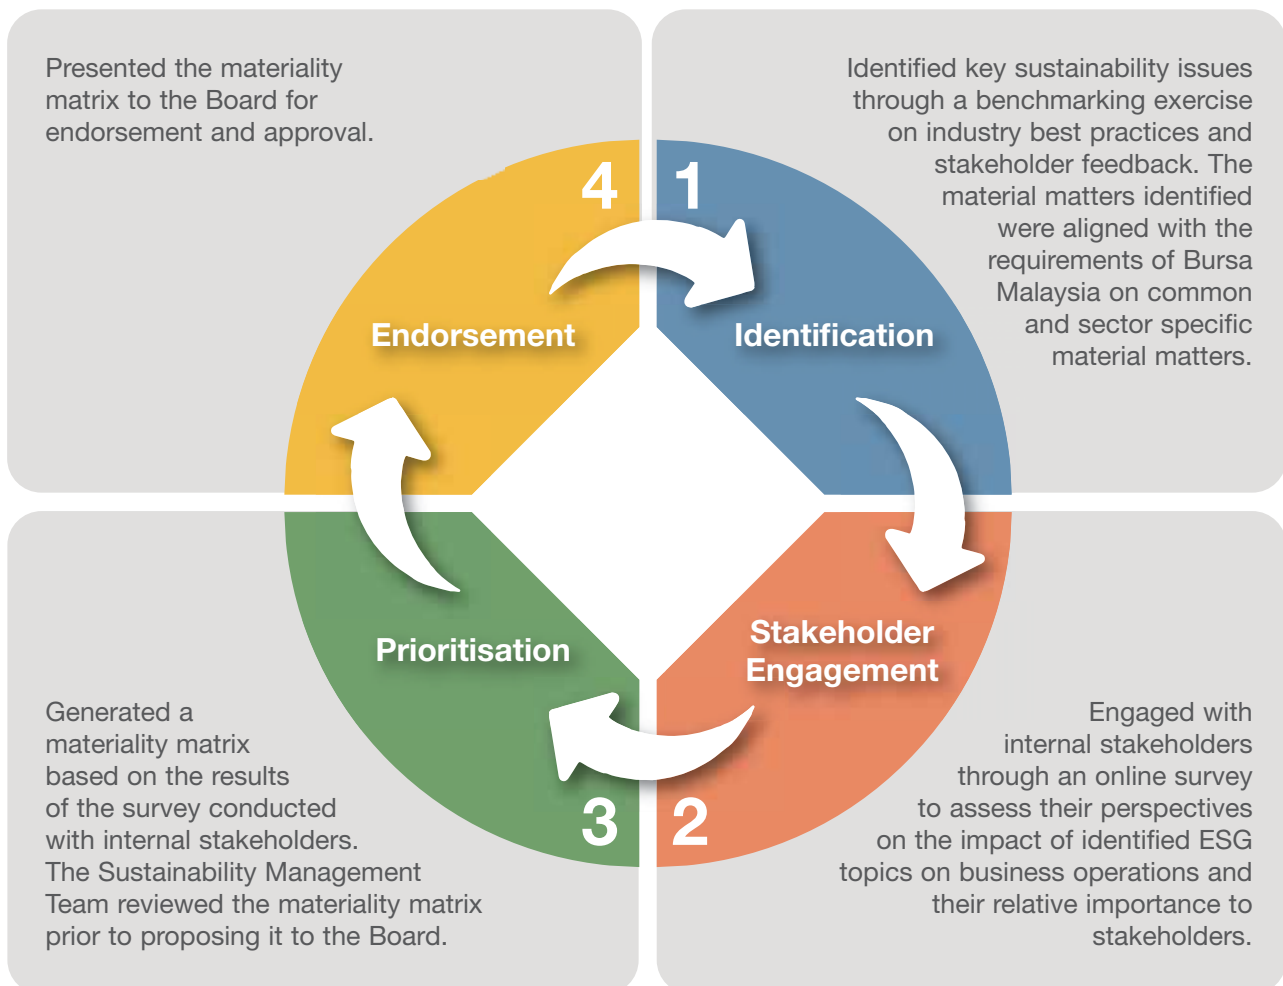 Presented the materiality
matrix to the Board for
endorsement and approval.
4
Endorsement
Identified key sustainability issues
through a benchmarking exercise
on industry best practices and
stakeholder feedback. The
material matters identified
were aligned with the
requirements of Bursa
Malaysia on common
and sector specific
material matters.
1
Identification
Stakeholder
Engagement
2
Engaged with
internal stakeholders
through an online survey
to assess their perspectives
on the impact of identified ESG
topics on business operations and
their relative importance to
stakeholders.
Prioritisation
3
Generated a
materiality matrix
based on the results
of the survey conducted
with internal stakeholders.
The Sustainability Management
Team reviewed the materiality matrix
prior to proposing it to the Board.